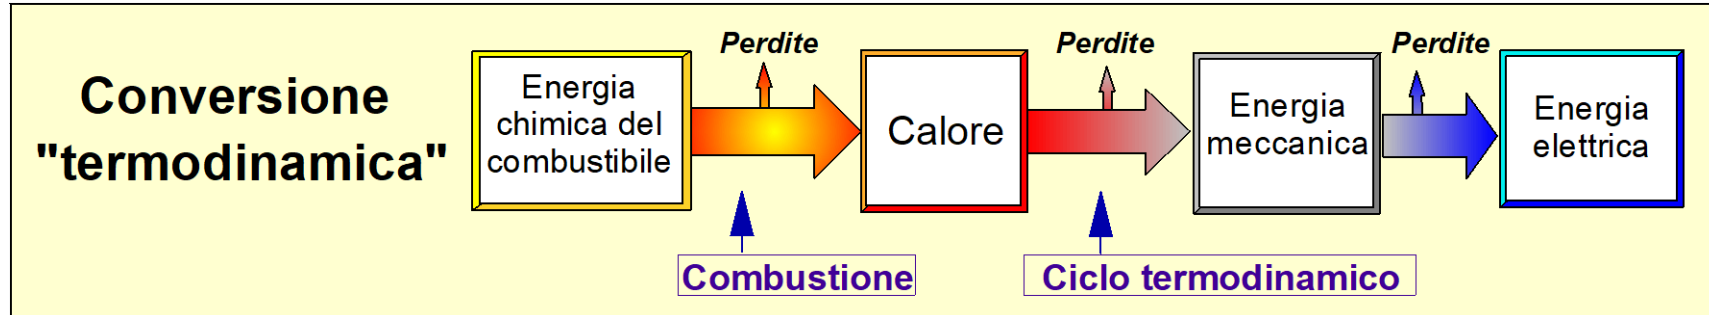 Conversione
"termodinamica"
Energia
chimica del
combustibile
Perdite
Calore
Perdite
Energia
meccanica
Perdite
Energia
elettrica
Combustione
Ciclo termodinamico